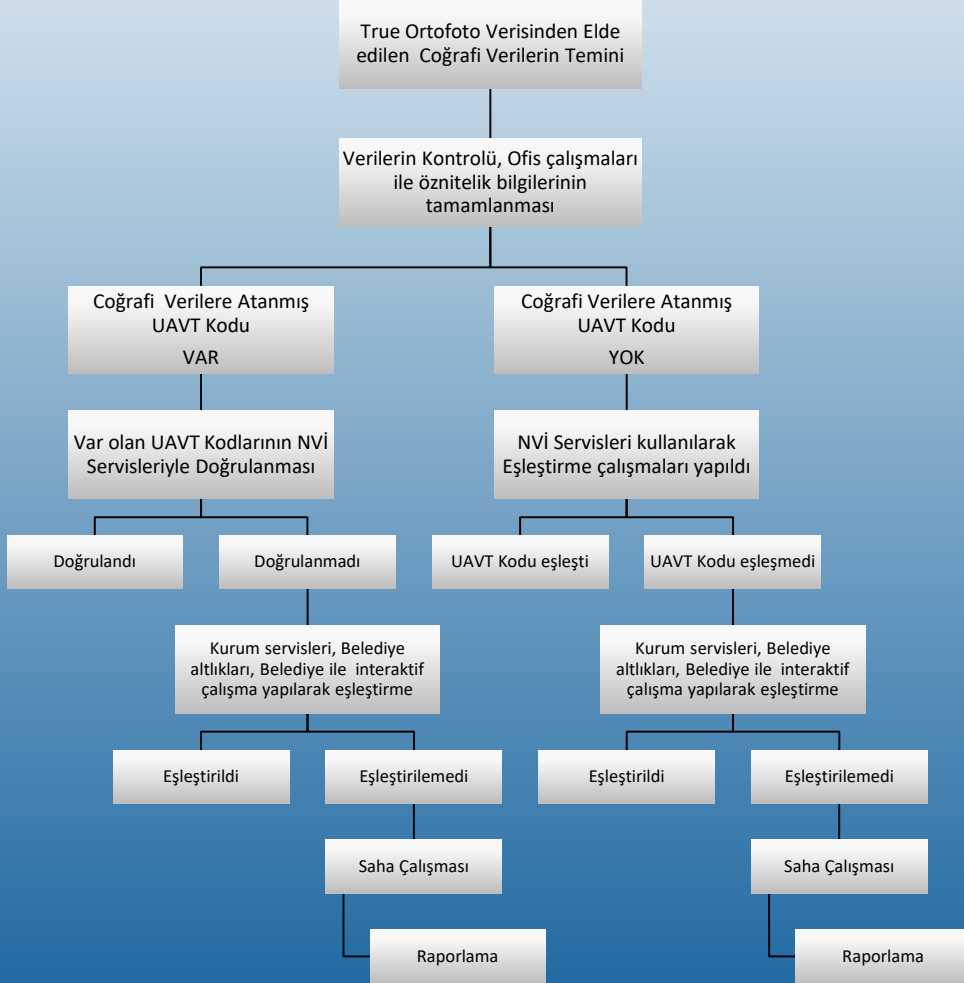 True Ortofoto Verisinden Elde
edilen Coğrafi Verilerin Temini
Verilerin Kontrolü, Ofis çalışmaları
ile öznitelik bilgilerinin
tamamlanması
Coğrafi Verilere Atanmış
UAVT Kodu
VAR
Coğrafi Verilere Atanmış
UAVT Kodu
YOK
Var olan UAVT Kodlarının NVİ
Servisleriyle Doğrulanması
NVİ Servisleri kullanılarak
Eşleştirme çalışmaları yapıldı
Doğrulandı
Doğrulanmadı
UAVT Kodu eşleşti
UAVT Kodu eşleşmedi
Kurum servisleri, Belediye
altlıkları, Belediye ile interaktif
çalışma yapılarak eşleştirme
Kurum servisleri, Belediye
altlıkları, Belediye ile interaktif
çalışma yapılarak eşleştirme
Eşleştirildi
Eşleştirilemedi
Eşleştirildi
Eşleştirilemedi
Saha Çalışması
Saha Çalışması
Raporlama
Raporlama